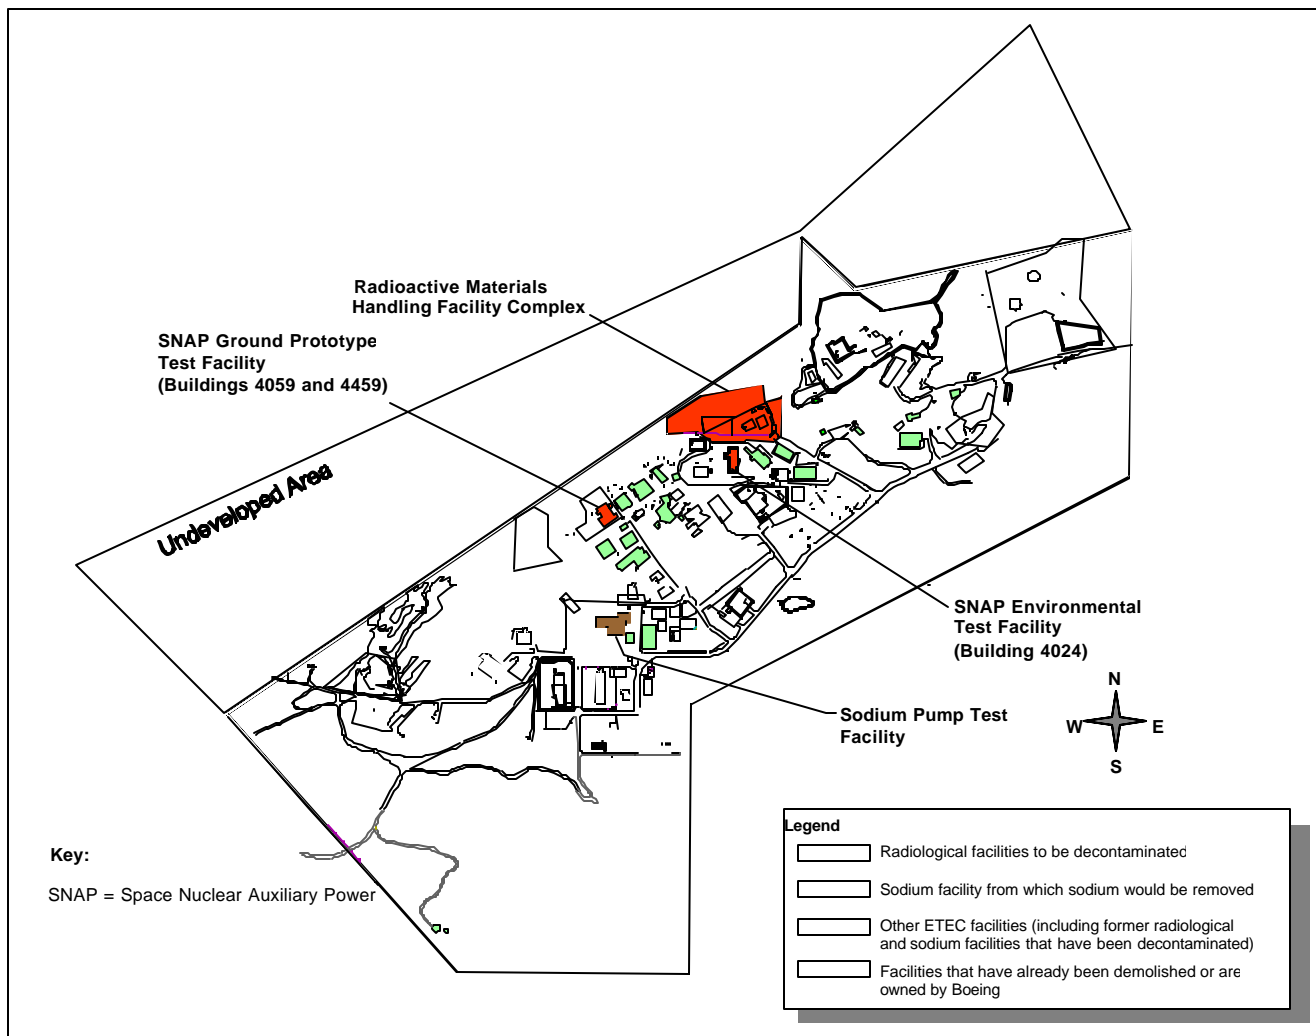 Radioactive Materials
Handling Facility Complex
SNAP Ground Prototype
Test Facility
(Buildings 4059 and 4459)
Undeveloped Area
SNAP Environmental
Test Facility
(Building 4024)
Sodium Pump Test
Facility
N
W E
S
Key:
SNAP = Space Nuclear Auxiliary Power
Legend
Radiological facilities to be decontaminated
Sodium facility from which sodium would be removed
Other ETEC facilities (including former radiological
and sodium facilities that have been decontaminated)
Facilities that have already been demolished or are
owned by Boeing